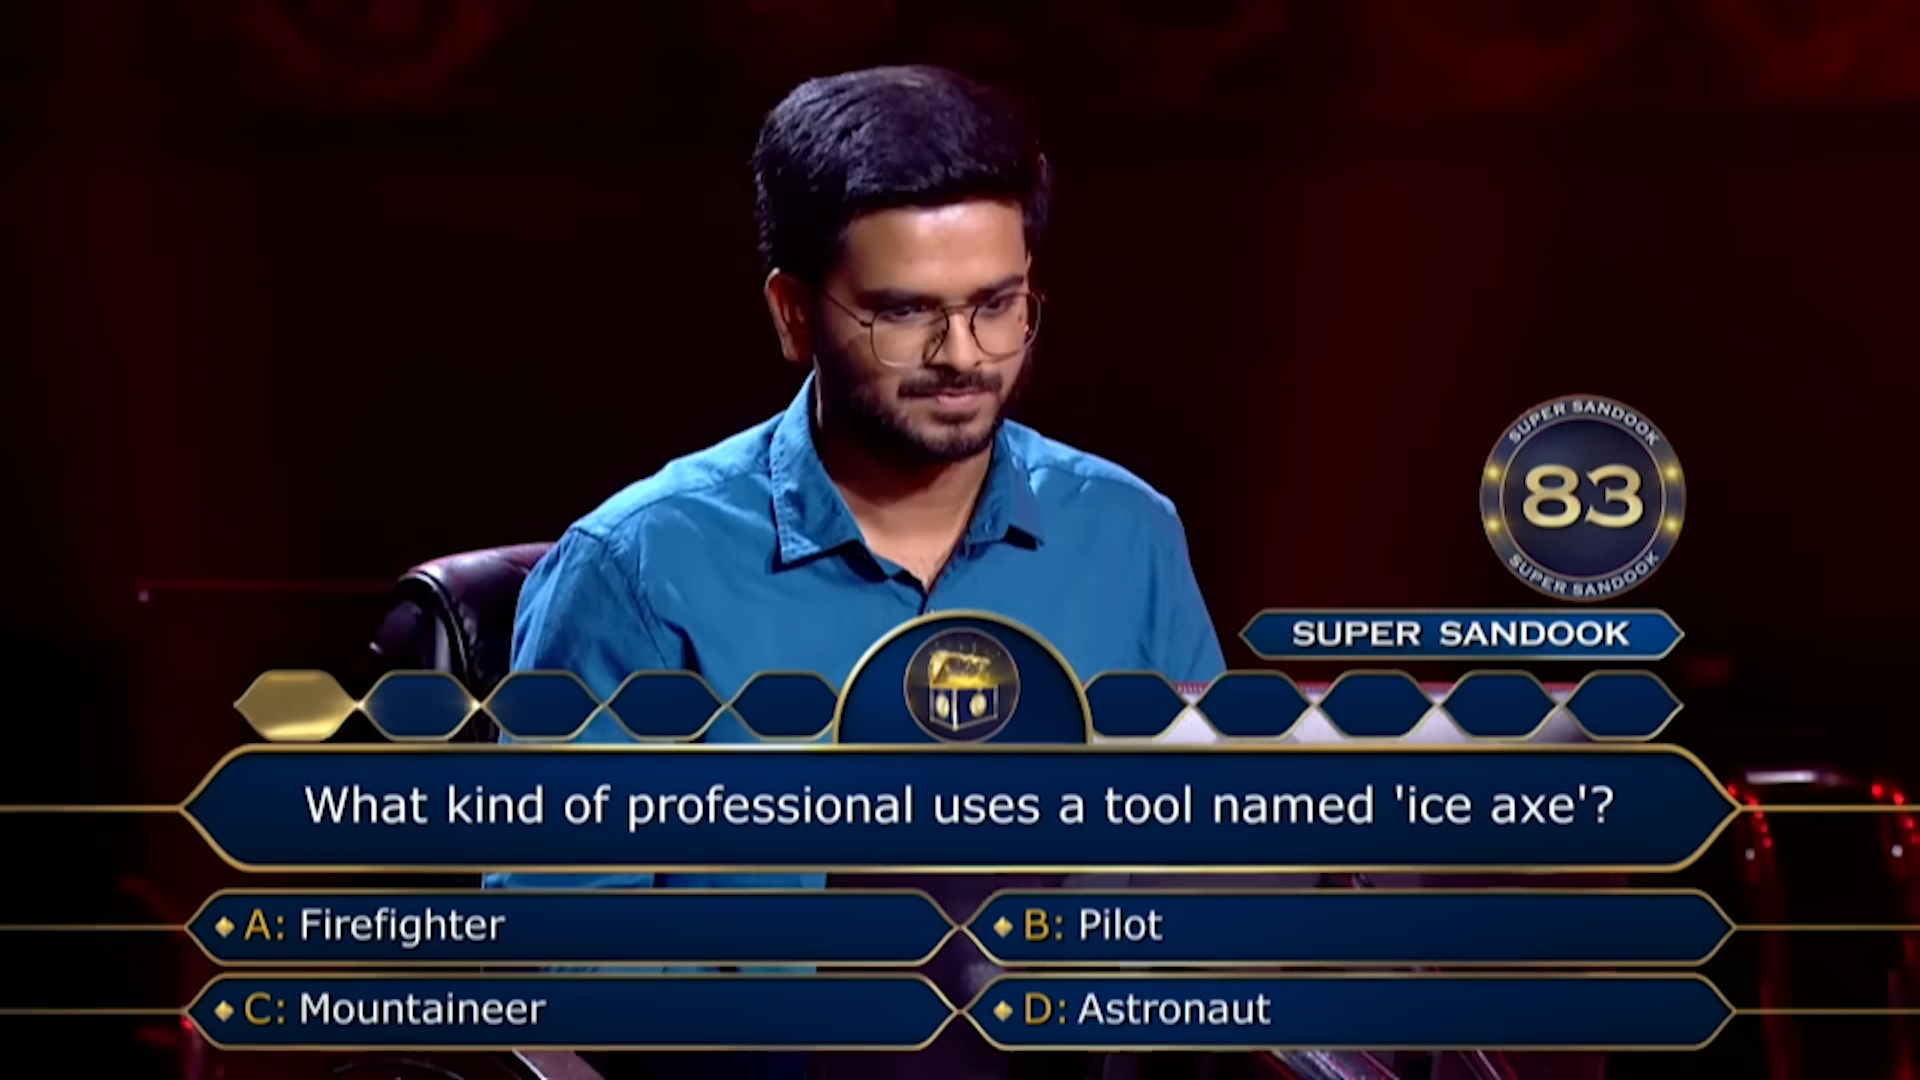 SUPER SANDOOK
83
SUPER SANDOOK
SUPER SANDOOK
What kind of professional uses a tool named 'ice axe'?
A: Firefighter
B: Pilot
C: Mountaineer
D: Astronaut